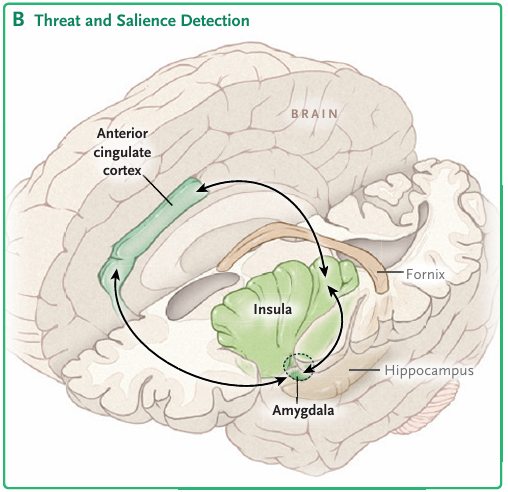 B Threat and Salience Detection
BRAIN
Anterior
cingulate
cortex
Fornix
Insula
Hippocampus
Amygdala